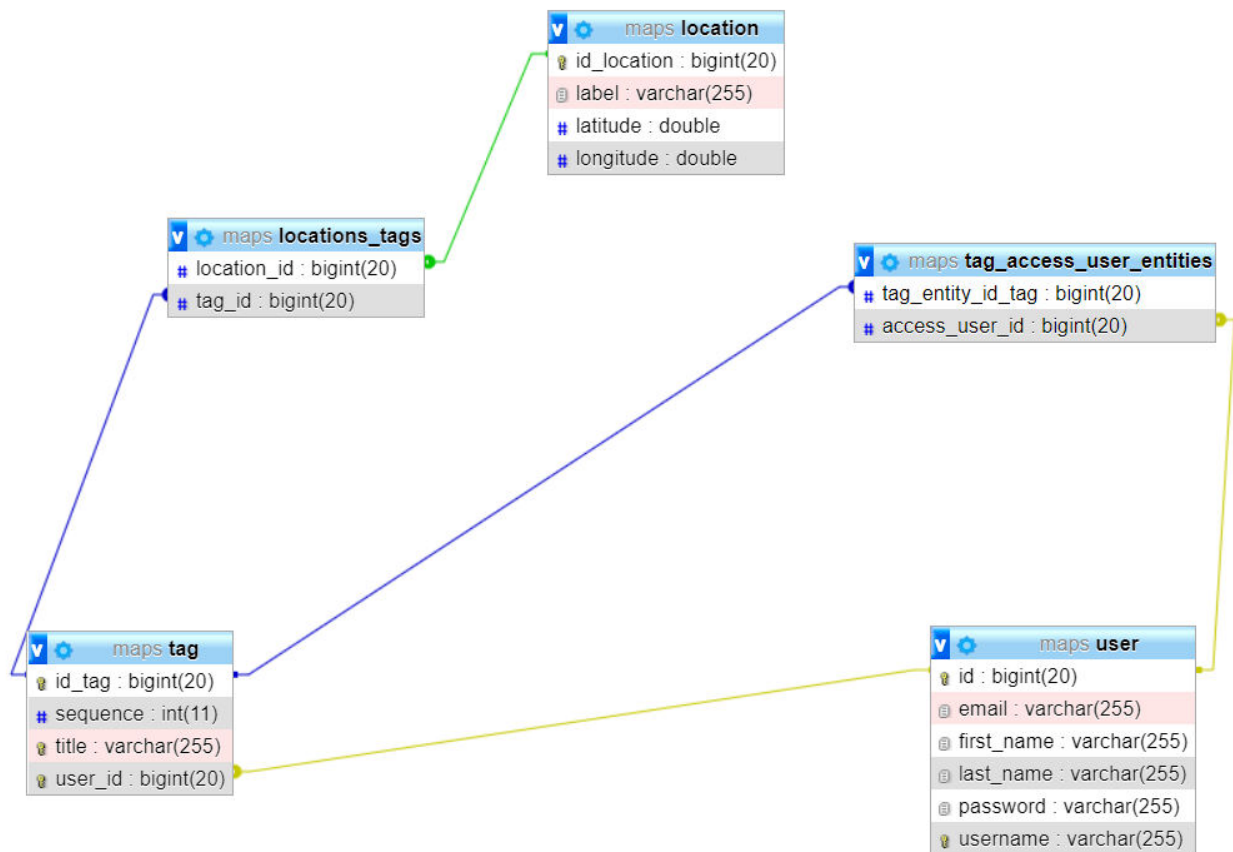 maps location
id_location : bigint(20)
label : varchar(255)
latitude : double
longitude : double
v maps locations_tags
location_id : bigint(20)
tag_id : bigint(20)
v maps tag_access_user_entities
tag_entity_id_tag : bigint(20)
access_user_id : bigint(20)
v maps tag
id_tag : bigint(20)
sequence : int(11)
title : varchar(255)
user_id : bigint(20)
v maps user
id : bigint(20)
email : varchar(255)
first_name : varchar(255)
last_name : varchar(255)
password : varchar(255)
username : varchar(255)